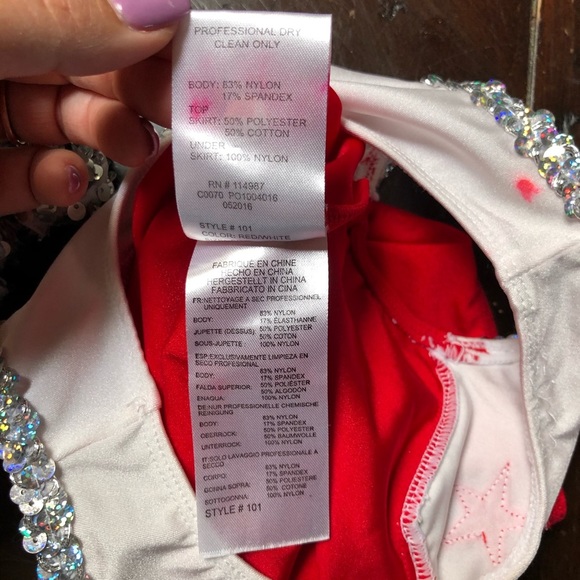 PROFESSIONAL DRY
CLEAN ONLY
BODY: 83% NYLON
17% SPANDEX
TOP
SKIRT: 50% POLYESTER
50% COTTON
UNDER
SKIRT: 100% NYLON
RN # 114987
C0070 PO1004016
052016
STYLE # 101
COLOR: RED/WHITE
FABRIQUÉ EN CHINE
HECHO EN CHINA
HERGESTELLT IN CHINA
FABBRICATO IN CINA
FR:NETTOYAGE A SEC PROFESSIONNEL
UNIQUEMENT
83% NYLON
BODY: 17% ÉLASTHANNE
JUPETTE (DESSUS): 50% POLYESTER
50% COTON
SOUS-JUPETTE: 100% NYLON
ESP:EXCLUSIVAMENTE LIMPIEZA EN
SECO
BODY: 83% NYLON
17% SPANDEX
FALDA SUPERIOR: 50% POLIÉSTER
50% ALGODÓN
ENAGUA: 100% NYLON
DE:NUR PROFESSIONELLE CHEMISCHE
REINIGUNG
BODY: 83% NYLON
17% SPANDEX
OBERROCK: 50% POLYESTER
50% BAUMWOLLE
UNTERROCK: 100% NYLON
IT:SOLO LAVAGGIO PROFESSIONALE A
SECCO
CORPO: 83% NYLON
17% SPANDEX
GONNA SOPRA: 50% POLIESTERE
50% COTONE
SOTTOGONNA: 100% NYLON
STYLE # 101